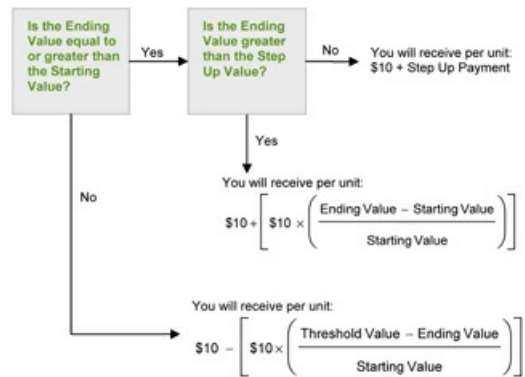 Is the Ending
Value equal to
or greater than
the Starting
Value?
Yes
Is the Ending
Value greater
than the Step
Up Value?
No
You will receive per unit:
$10 + Step Up Payment
Yes
You will receive per unit:
$10 + [ $10 × ( Ending Value – Starting Value
Starting Value ) ]
No
You will receive per unit:
$10 – [ $10 × ( Threshold Value – Ending Value
Starting Value ) ]